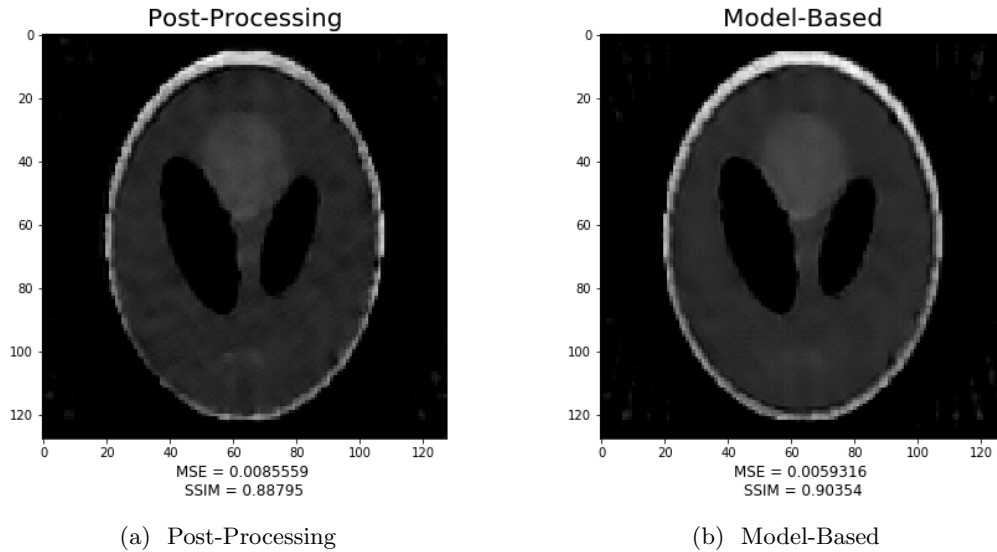 Post-Processing
0
20
40
60
80
100
120
0 20 40 60 80 100 120
MSE = 0.0085559
SSIM = 0.88795
(a) Post-Processing
Model-Based
0
20
40
60
80
100
120
0 20 40 60 80 100 120
MSE = 0.0059316
SSIM = 0.90354
(b) Model-Based